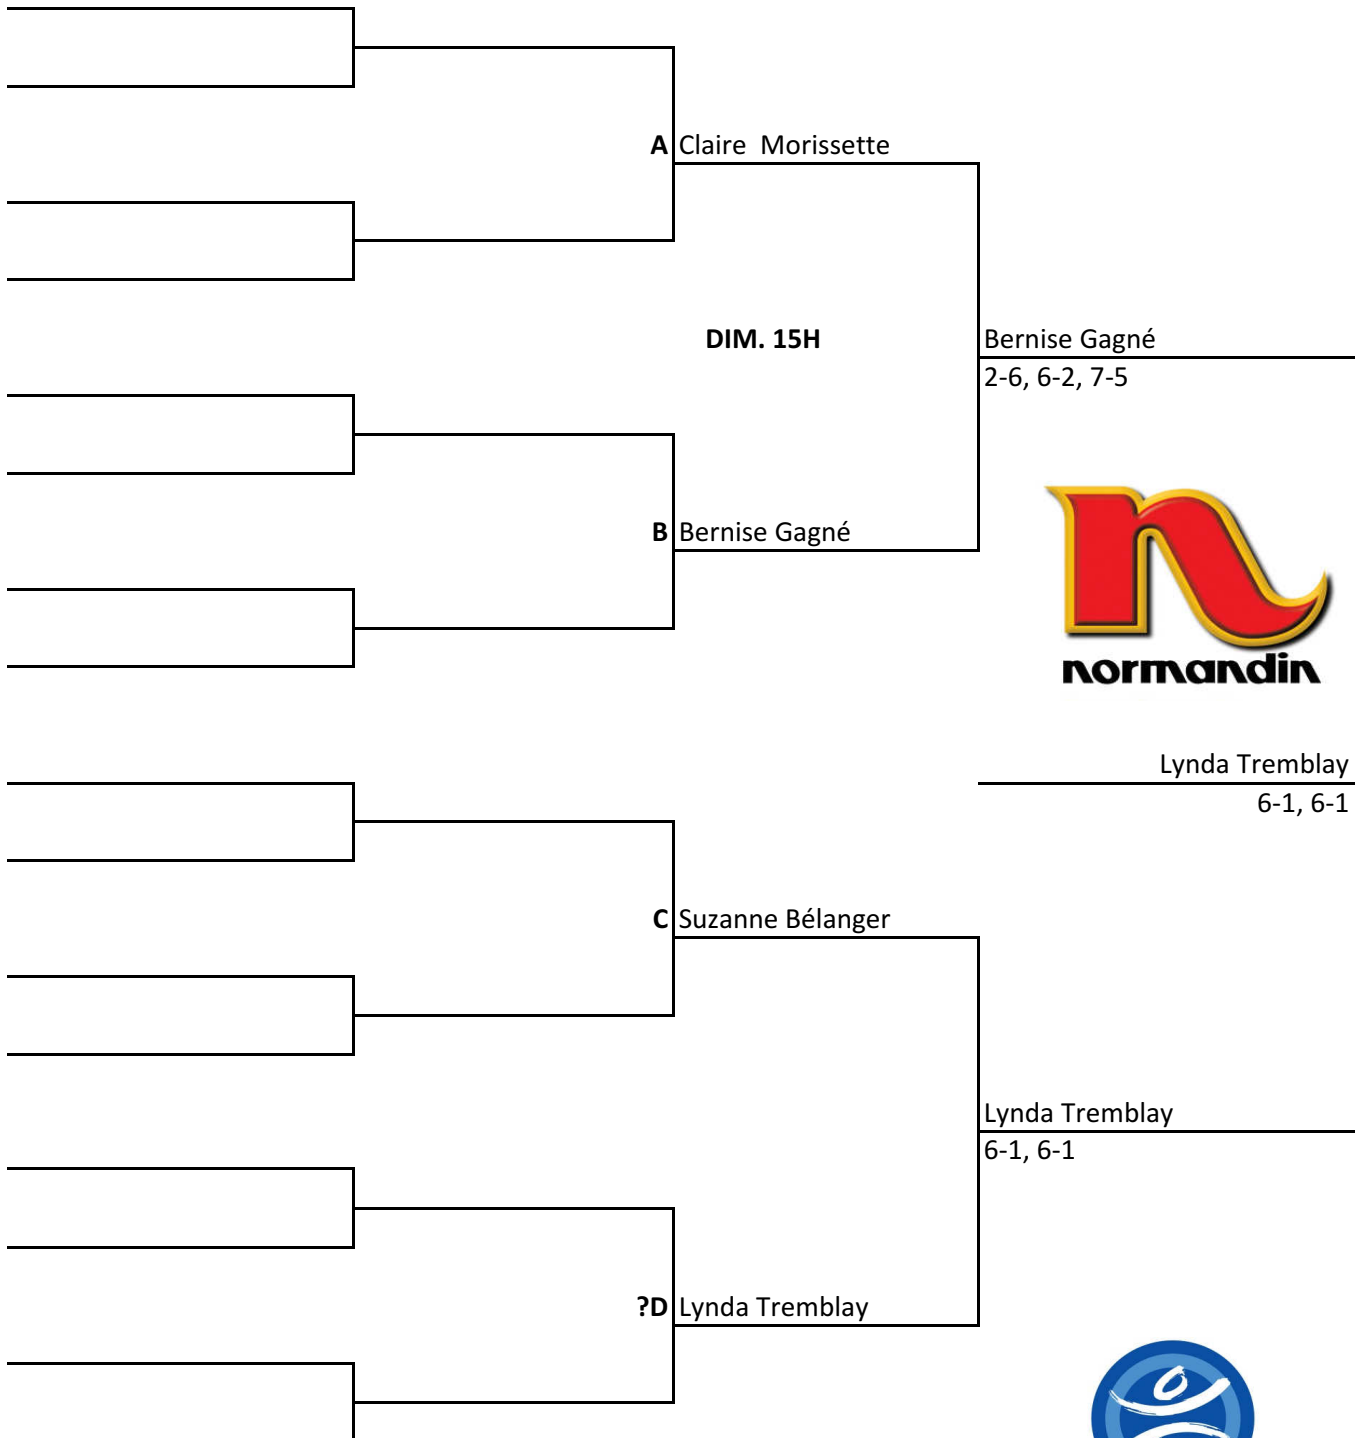 A Claire  Morissette
DIM. 15H
Bernise Gagné
2-6, 6-2, 7-5
B Bernise Gagné
normandin
Lynda Tremblay
6-1, 6-1
C Suzanne Bélanger
Lynda Tremblay
6-1, 6-1
?D Lynda Tremblay